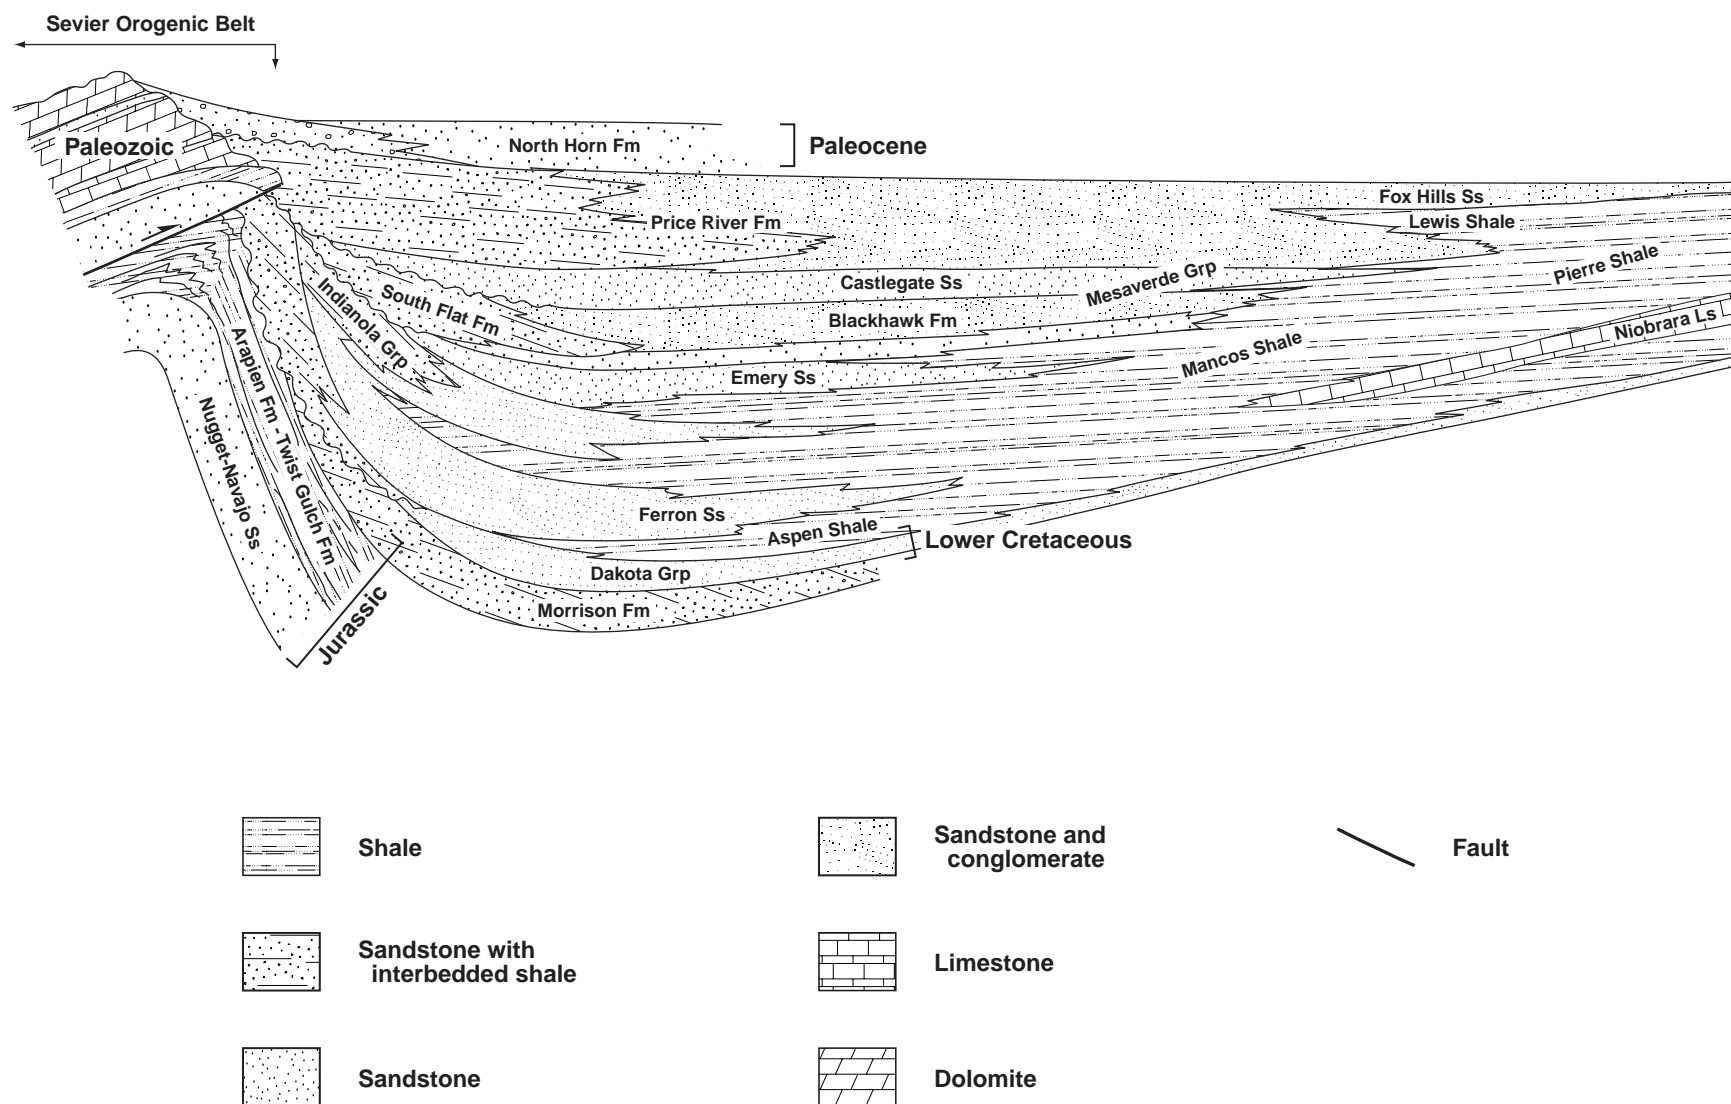 Sevier Orogenic Belt
Paleozoic
North Horn Fm
Paleocene
Fox Hills Ss
Price River Fm
Lewis Shale
Pierre Shale
Castlegate Ss
Mesaverde Grp
Indianola Grp
South Flat Fm
Blackhawk Fm
Niobrara Ls
Mancos Shale
Emery Ss
Arapien Fm - Twist Gulch Fm
Nugget-Navajo Ss
Ferron Ss
Aspen Shale
Lower Cretaceous
Dakota Grp
Morrison Fm
Jurassic
Shale
Sandstone and
conglomerate
Fault
Sandstone with
interbedded shale
Limestone
Sandstone
Dolomite